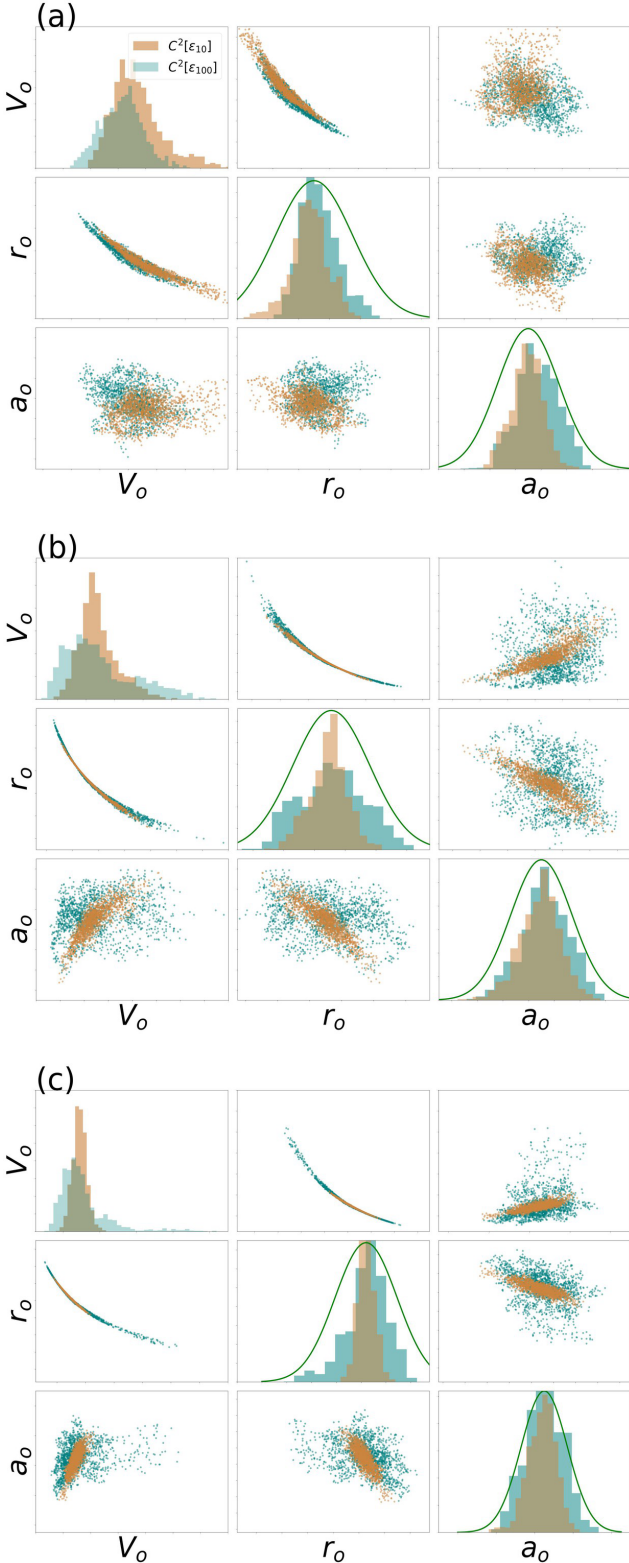 (a)
V_o
C²[ε₁₀]
C²[ε₁₀₀]
r_o
a_o
V_o r_o a_o
(b)
V_o
r_o
a_o
V_o r_o a_o
(c)
V_o
r_o
a_o
V_o r_o a_o